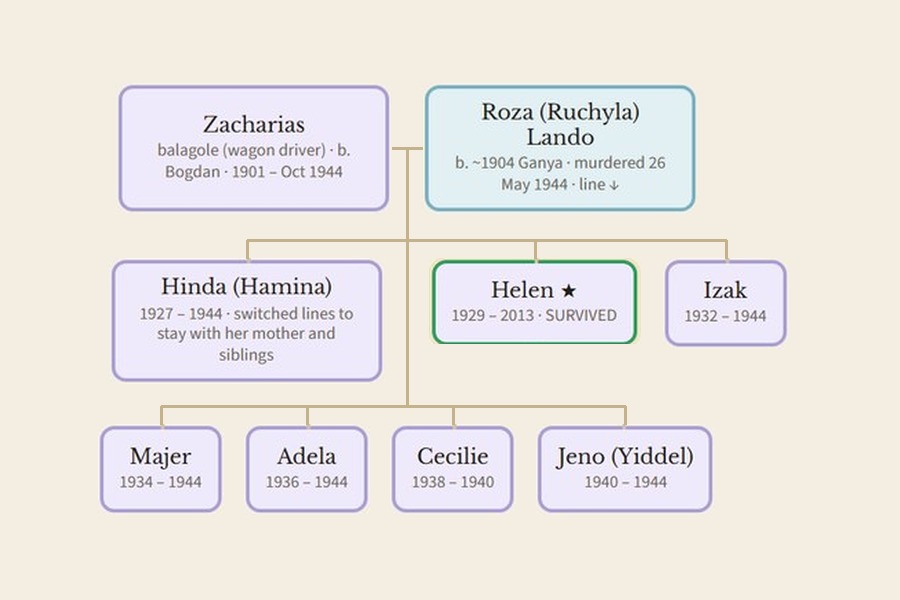 Zacharias
balagole (wagon driver) · b.
Bogdan · 1901 – Oct 1944
Roza (Ruchyla)
Lando
b. ~1904 Ganya · murdered 26
May 1944 · line ↓
Hinda (Hamina)
1927 – 1944 · switched lines to
stay with her mother and
siblings
Helen ★
1929 – 2013 · SURVIVED
Izak
1932 – 1944
Majer
1934 – 1944
Adela
1936 – 1944
Cecilie
1938 – 1940
Jeno (Yiddel)
1940 – 1944